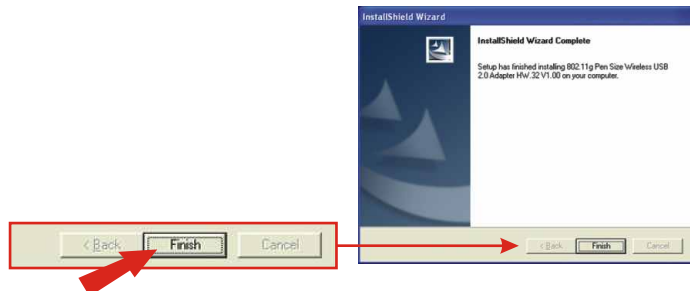 InstallShield Wizard
InstallShield Wizard Complete
Setup has finished installing 802.11g Pen Size Wireless USB
2.0 Adapter HW.32 V1.00 on your computer.
< Back Finish Cancel
< Back Finish Cancel